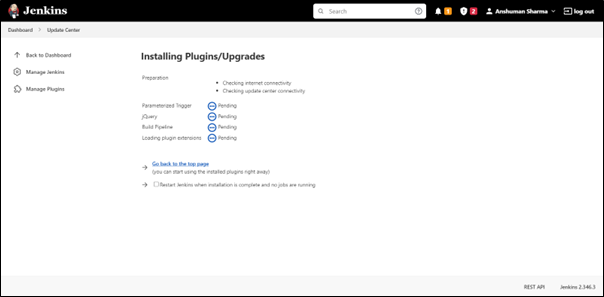 Jenkins
Search
1
2
Anshuman Sharma
log out
Dashboard
Update Center
Back to Dashboard
Manage Jenkins
Manage Plugins
Installing Plugins/Upgrades
Preparation
• Checking internet connectivity
• Checking update center connectivity
Parameterized Trigger Pending
jQuery Pending
Build Pipeline Pending
Loading plugin extensions Pending
Go back to the top page
(you can start using the installed plugins right away)
Restart Jenkins when installation is complete and no jobs are running
REST API Jenkins 2.346.3